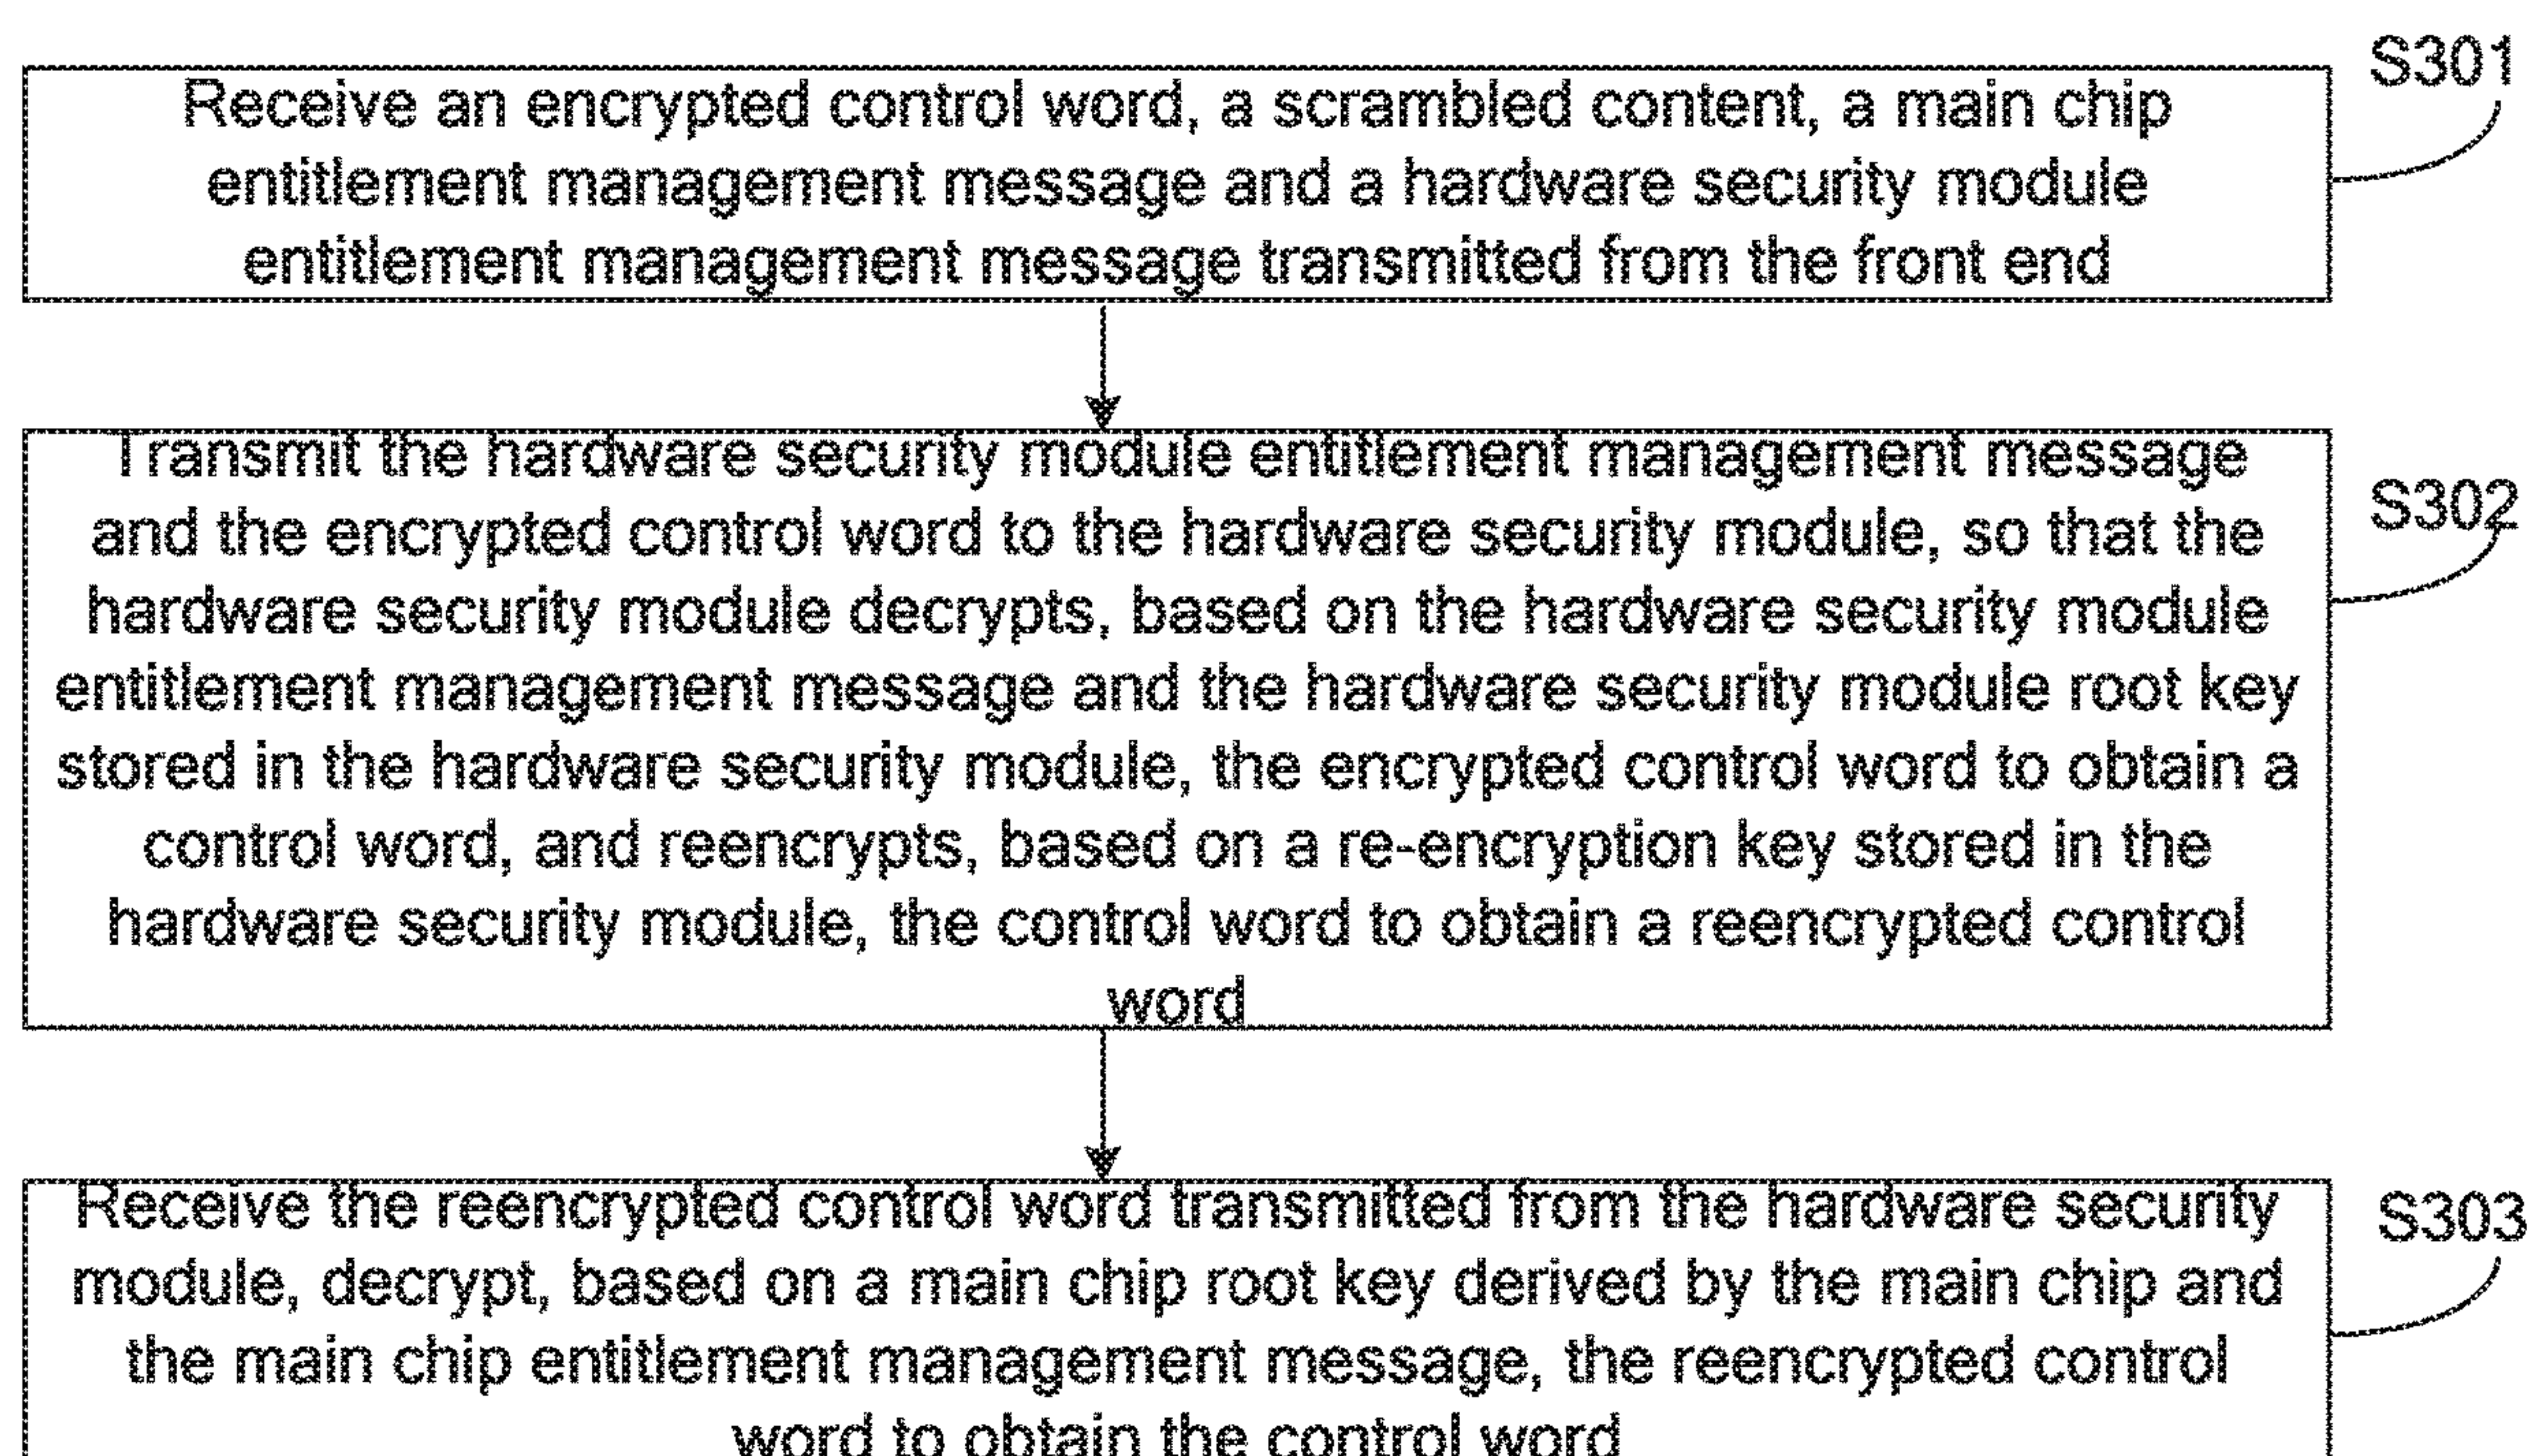 S301
Receive an encrypted control word, a scrambled content, a main chip
entitlement management message and a hardware security module
entitlement management message transmitted from the front end
Transmit the hardware security module entitlement management message
S302
and the encrypted control word to the hardware security module, so that the
hardware security module decrypts, based on the hardware security module
entitlement management message and the hardware security module root key
stored in the hardware security module, the encrypted control word to obtain a
control word, and reencrypts, based on a re-encryption key stored in the
hardware security module, the control word to obtain a reencrypted control
word
Receive the reencrypted control word transmitted from the hardware security
S303
module, decrypt, based on a main chip root key derived by the main chip and
the main chip entitlement management message, the reencrypted control
word to obtain the control word